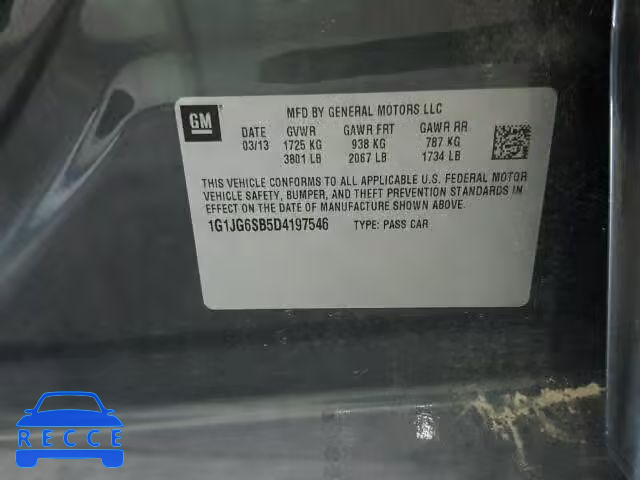 GM
MFD BY GENERAL MOTORS LLC
DATE GVWR GAWR FRT GAWR RR
03/13 1725 KG 938 KG 787 KG
3801 LB 2067 LB 1734 LB
THIS VEHICLE CONFORMS TO ALL APPLICABLE U.S. FEDERAL MOTOR
VEHICLE SAFETY, BUMPER, AND THEFT PREVENTION STANDARDS IN
EFFECT ON THE DATE OF MANUFACTURE SHOWN ABOVE.
1G1JG6SB5D4197546 TYPE: PASS CAR
RECCE